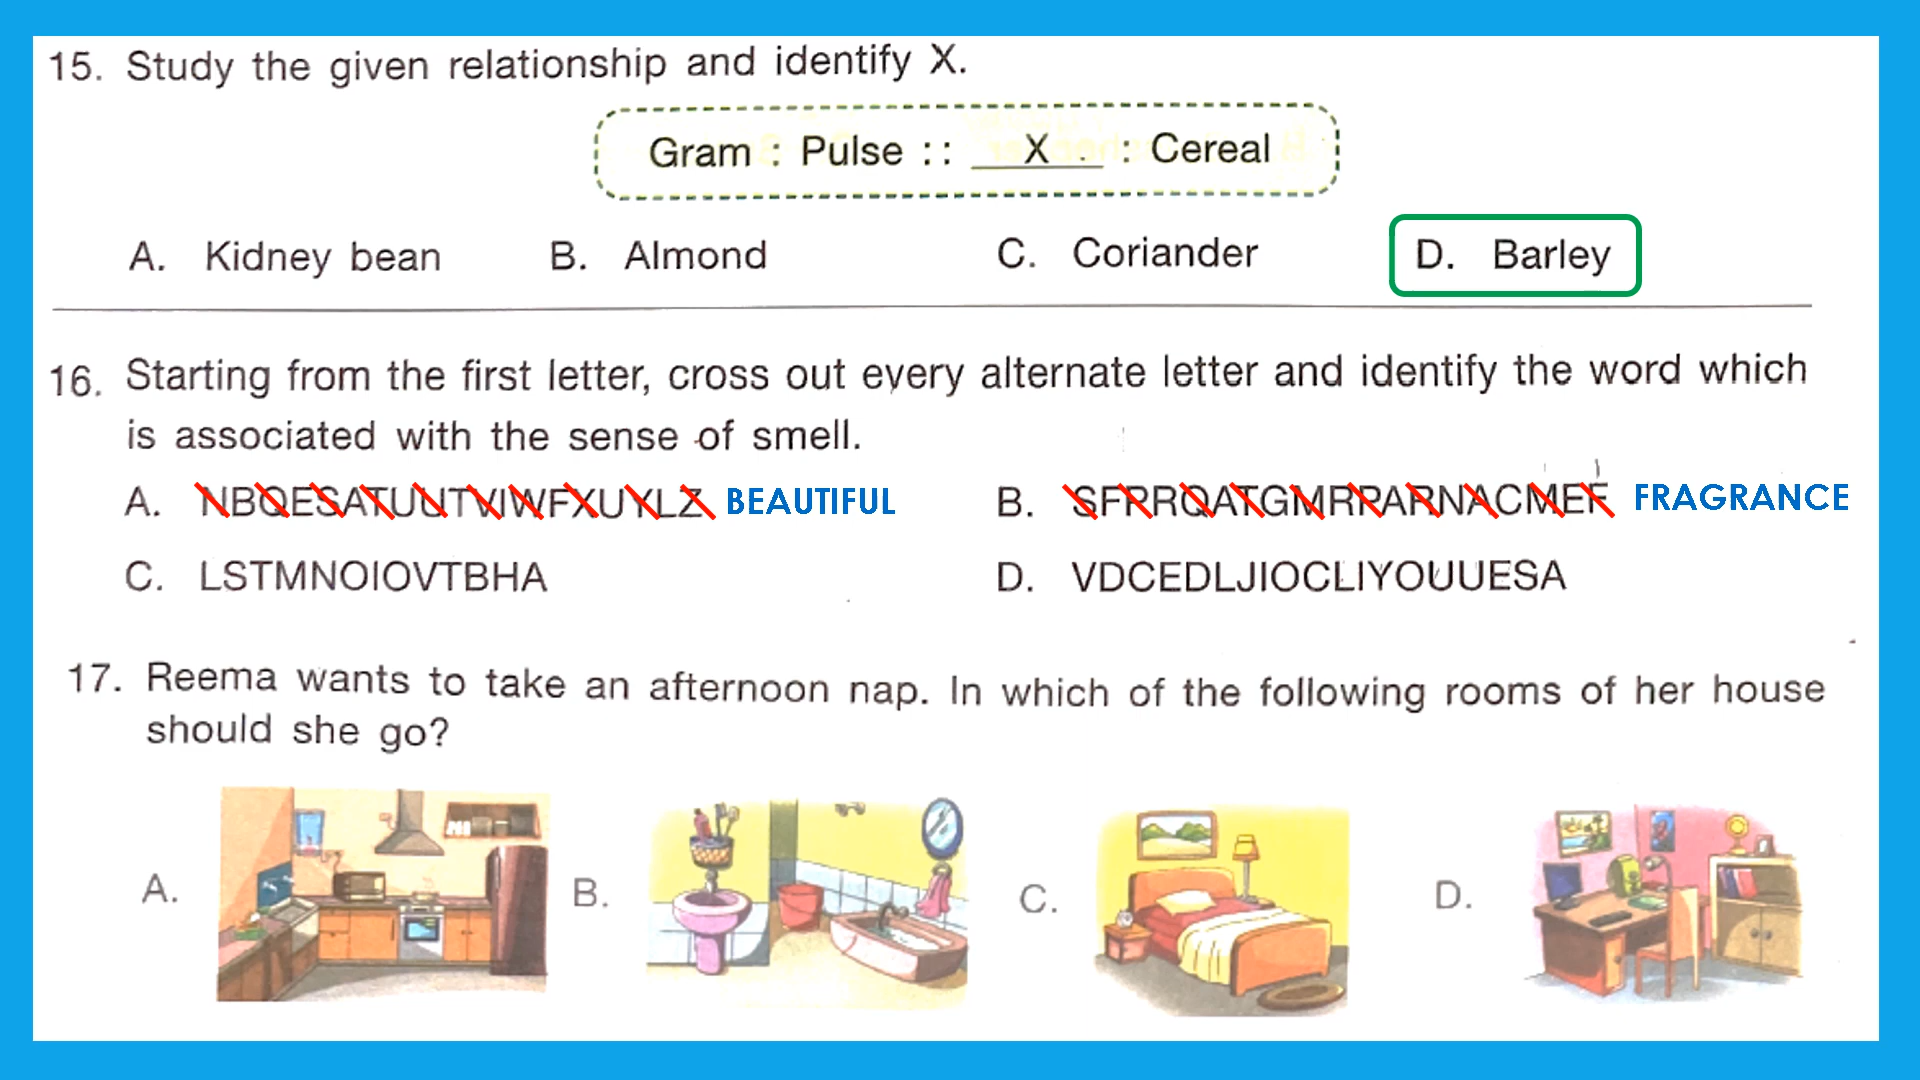 15. Study the given relationship and identify X.
Gram : Pulse :: X : Cereal
A. Kidney bean B. Almond C. Coriander D. Barley
16. Starting from the first letter, cross out every alternate letter and identify the word which
is associated with the sense of smell.
A. NBQESATUUTVIWFXUYLZ BEAUTIFUL B. SFRRQATGMRPARNACMEF FRAGRANCE
C. LSTMNOIOVTBHA D. VDCEDLJIOCLIYOUUESA
17. Reema wants to take an afternoon nap. In which of the following rooms of her house
should she go?
A. B. C. D.